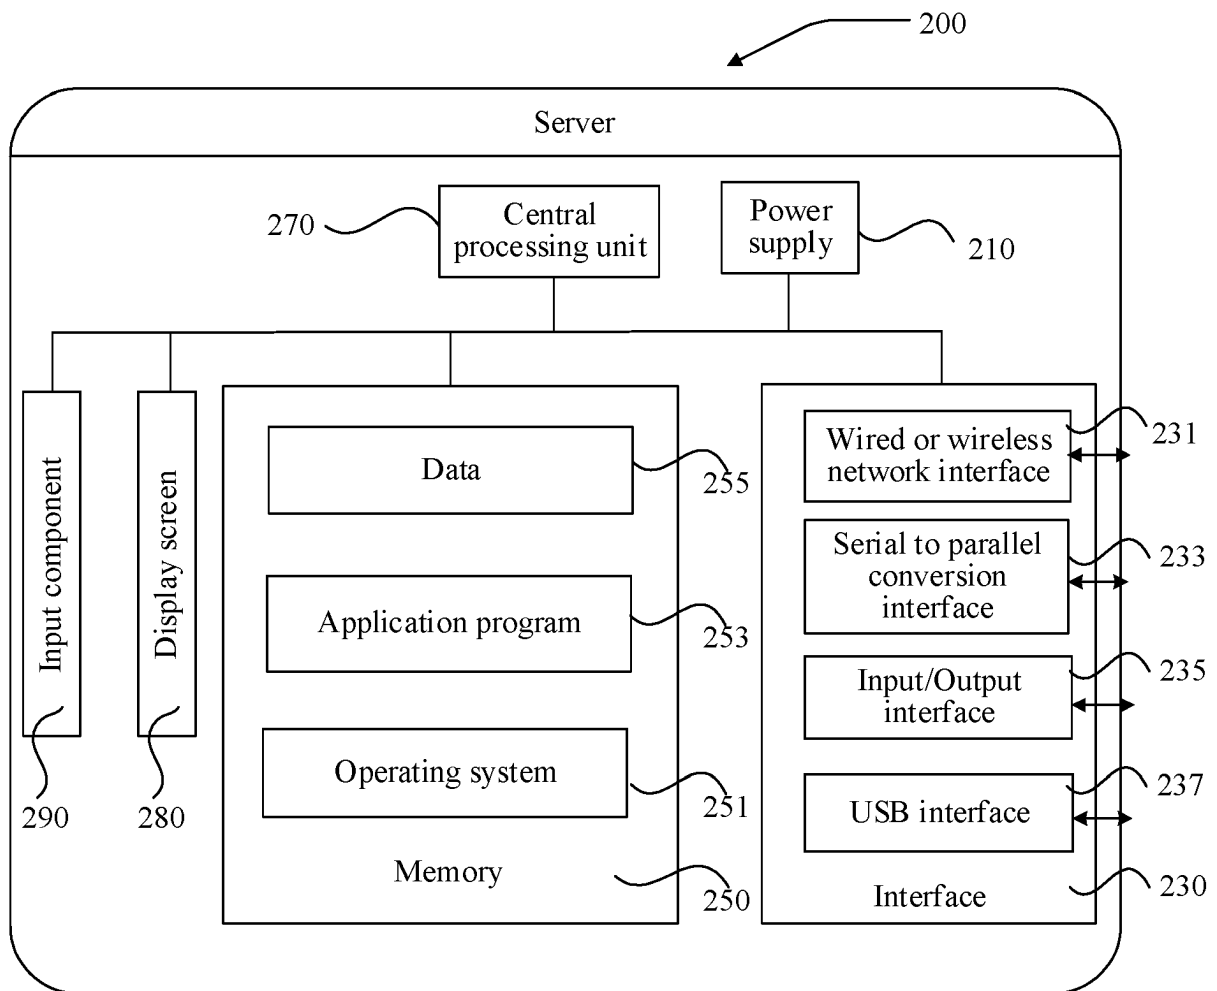 200
Server
Central
processing unit
270
Power
supply
210
Input component
290
Display screen
280
Data
255
Application program
253
Operating system
251
Memory
250
Wired or wireless
network interface
231
Serial to parallel
conversion
interface
233
Input/Output
interface
235
USB interface
237
Interface
230